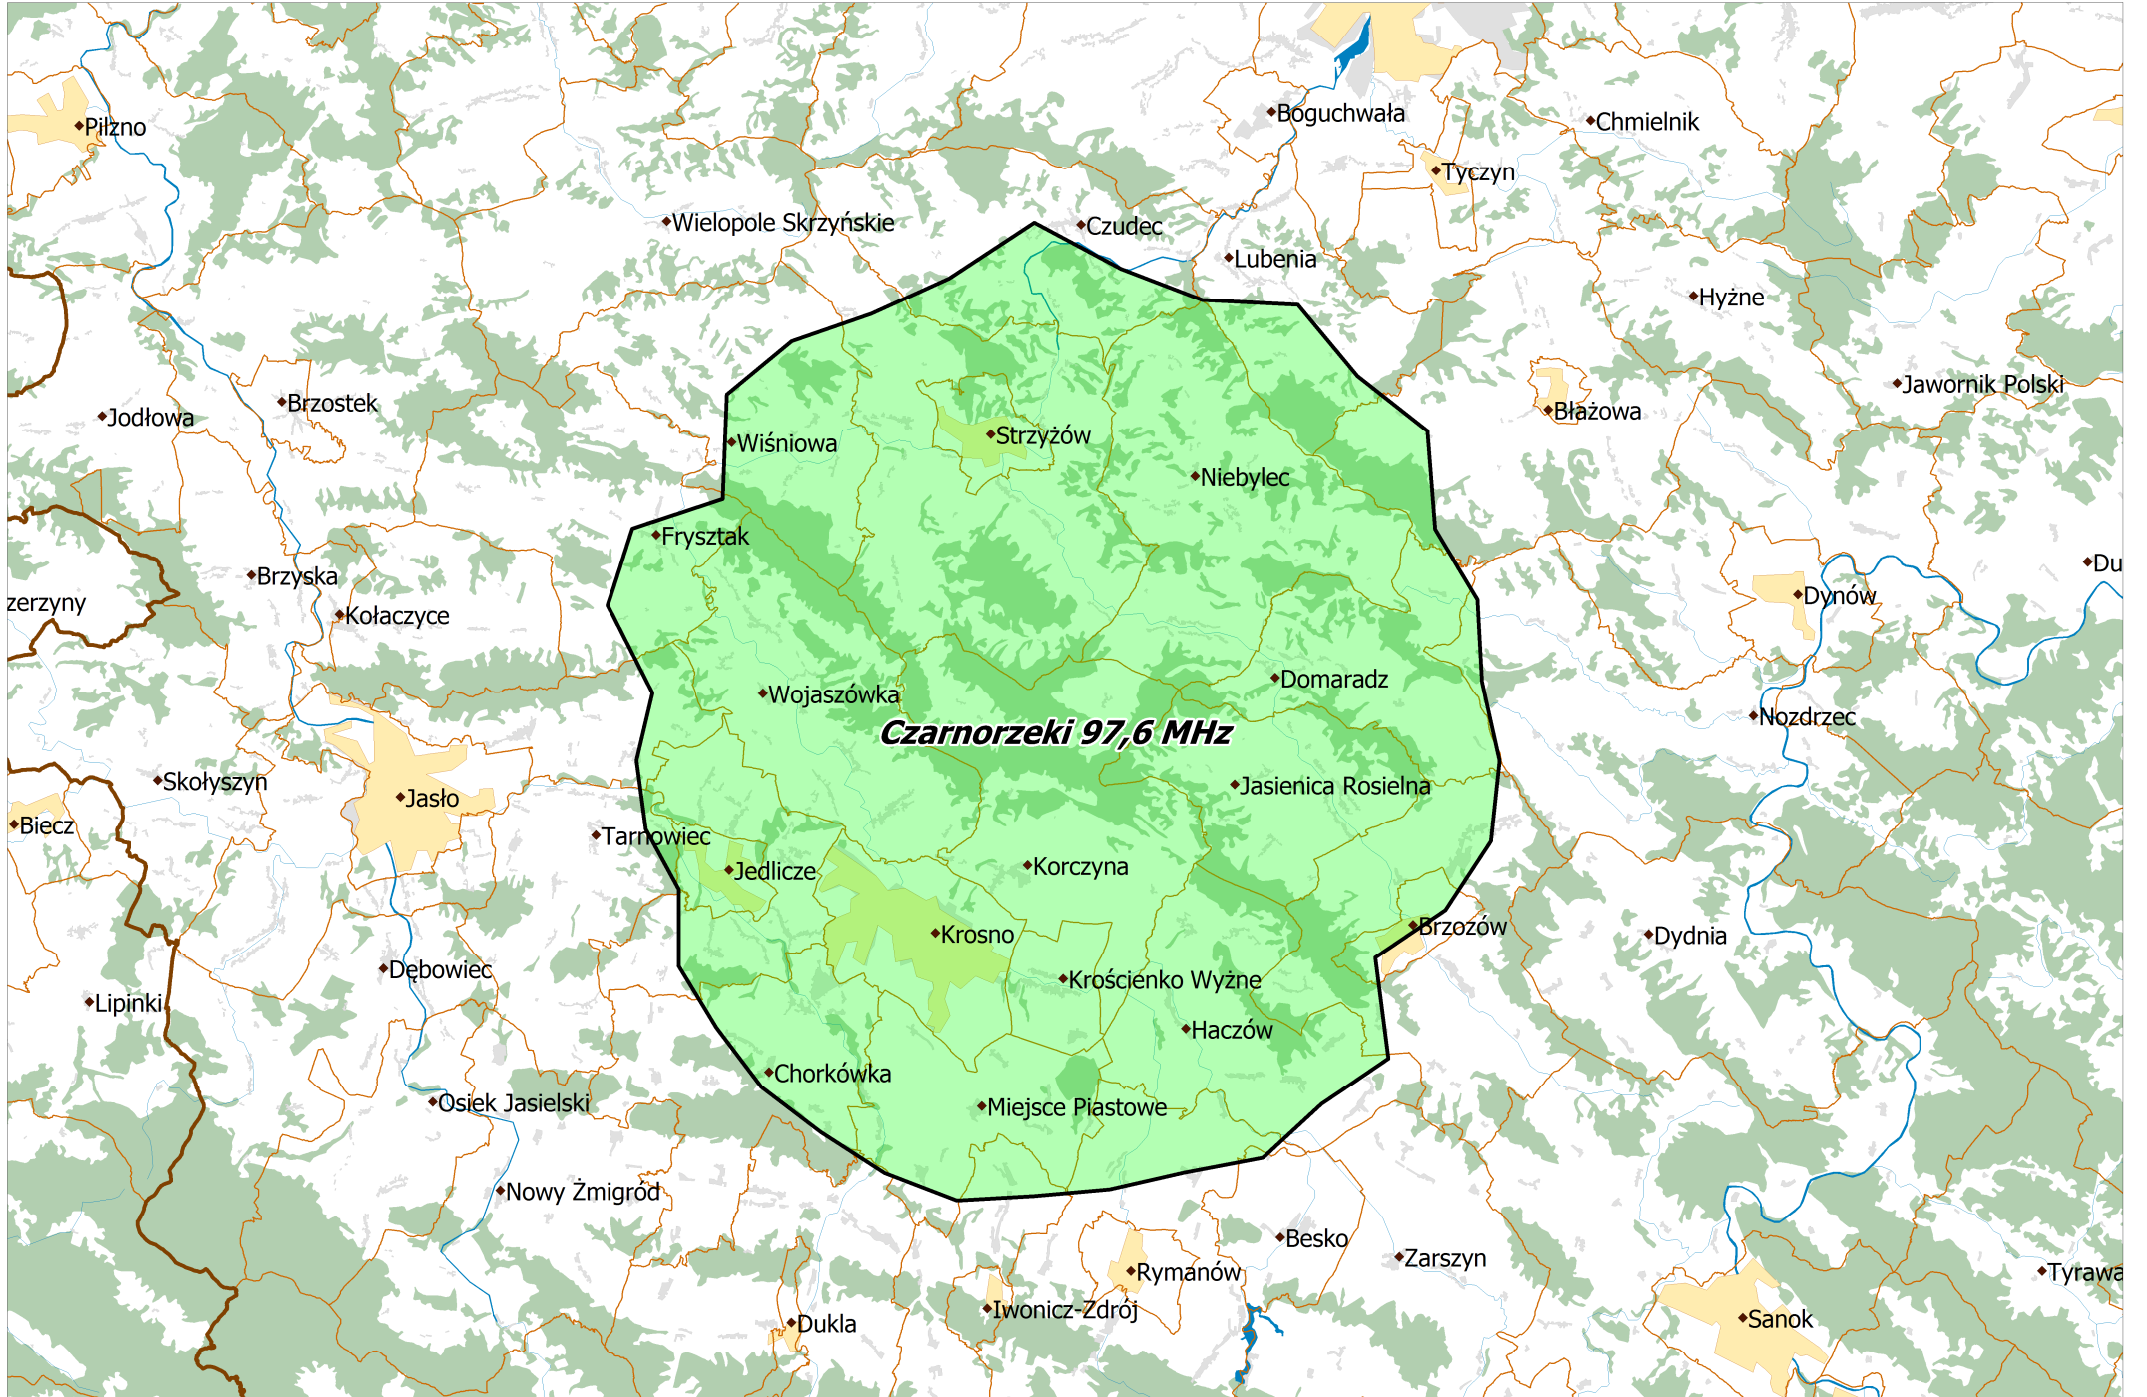 Boguchwała
Chmielnik
Pilzno
Tyczyn
Wielopole Skrzyńskie
Czudec
Lubenia
Hyżne
Jawornik Polski
Brzostek
Błażowa
Jodłowa
Strzyżów
Wiśniowa
Niebylec
Frysztak
Du
Brzyska
Dynów
zerzyny
Kołaczyce
Domaradz
Wojaszówka
Nozdrzec
Czarnorzeki 97,6 MHz
Skołyszyn
Jasienica Rosielna
Jasło
Biecz
Tarnowiec
Korczyna
Jedlicze
Brzozów
Krosno
Dydnia
Dębowiec
Krościenko Wyżne
Lipinki
Haczów
Chorkówka
Osiek Jasielski
Miejsce Piastowe
Nowy Żmigród
Besko
Zarszyn
Rymanów
Tyrawa
Iwonicz-Zdrój
Sanok
Dukla